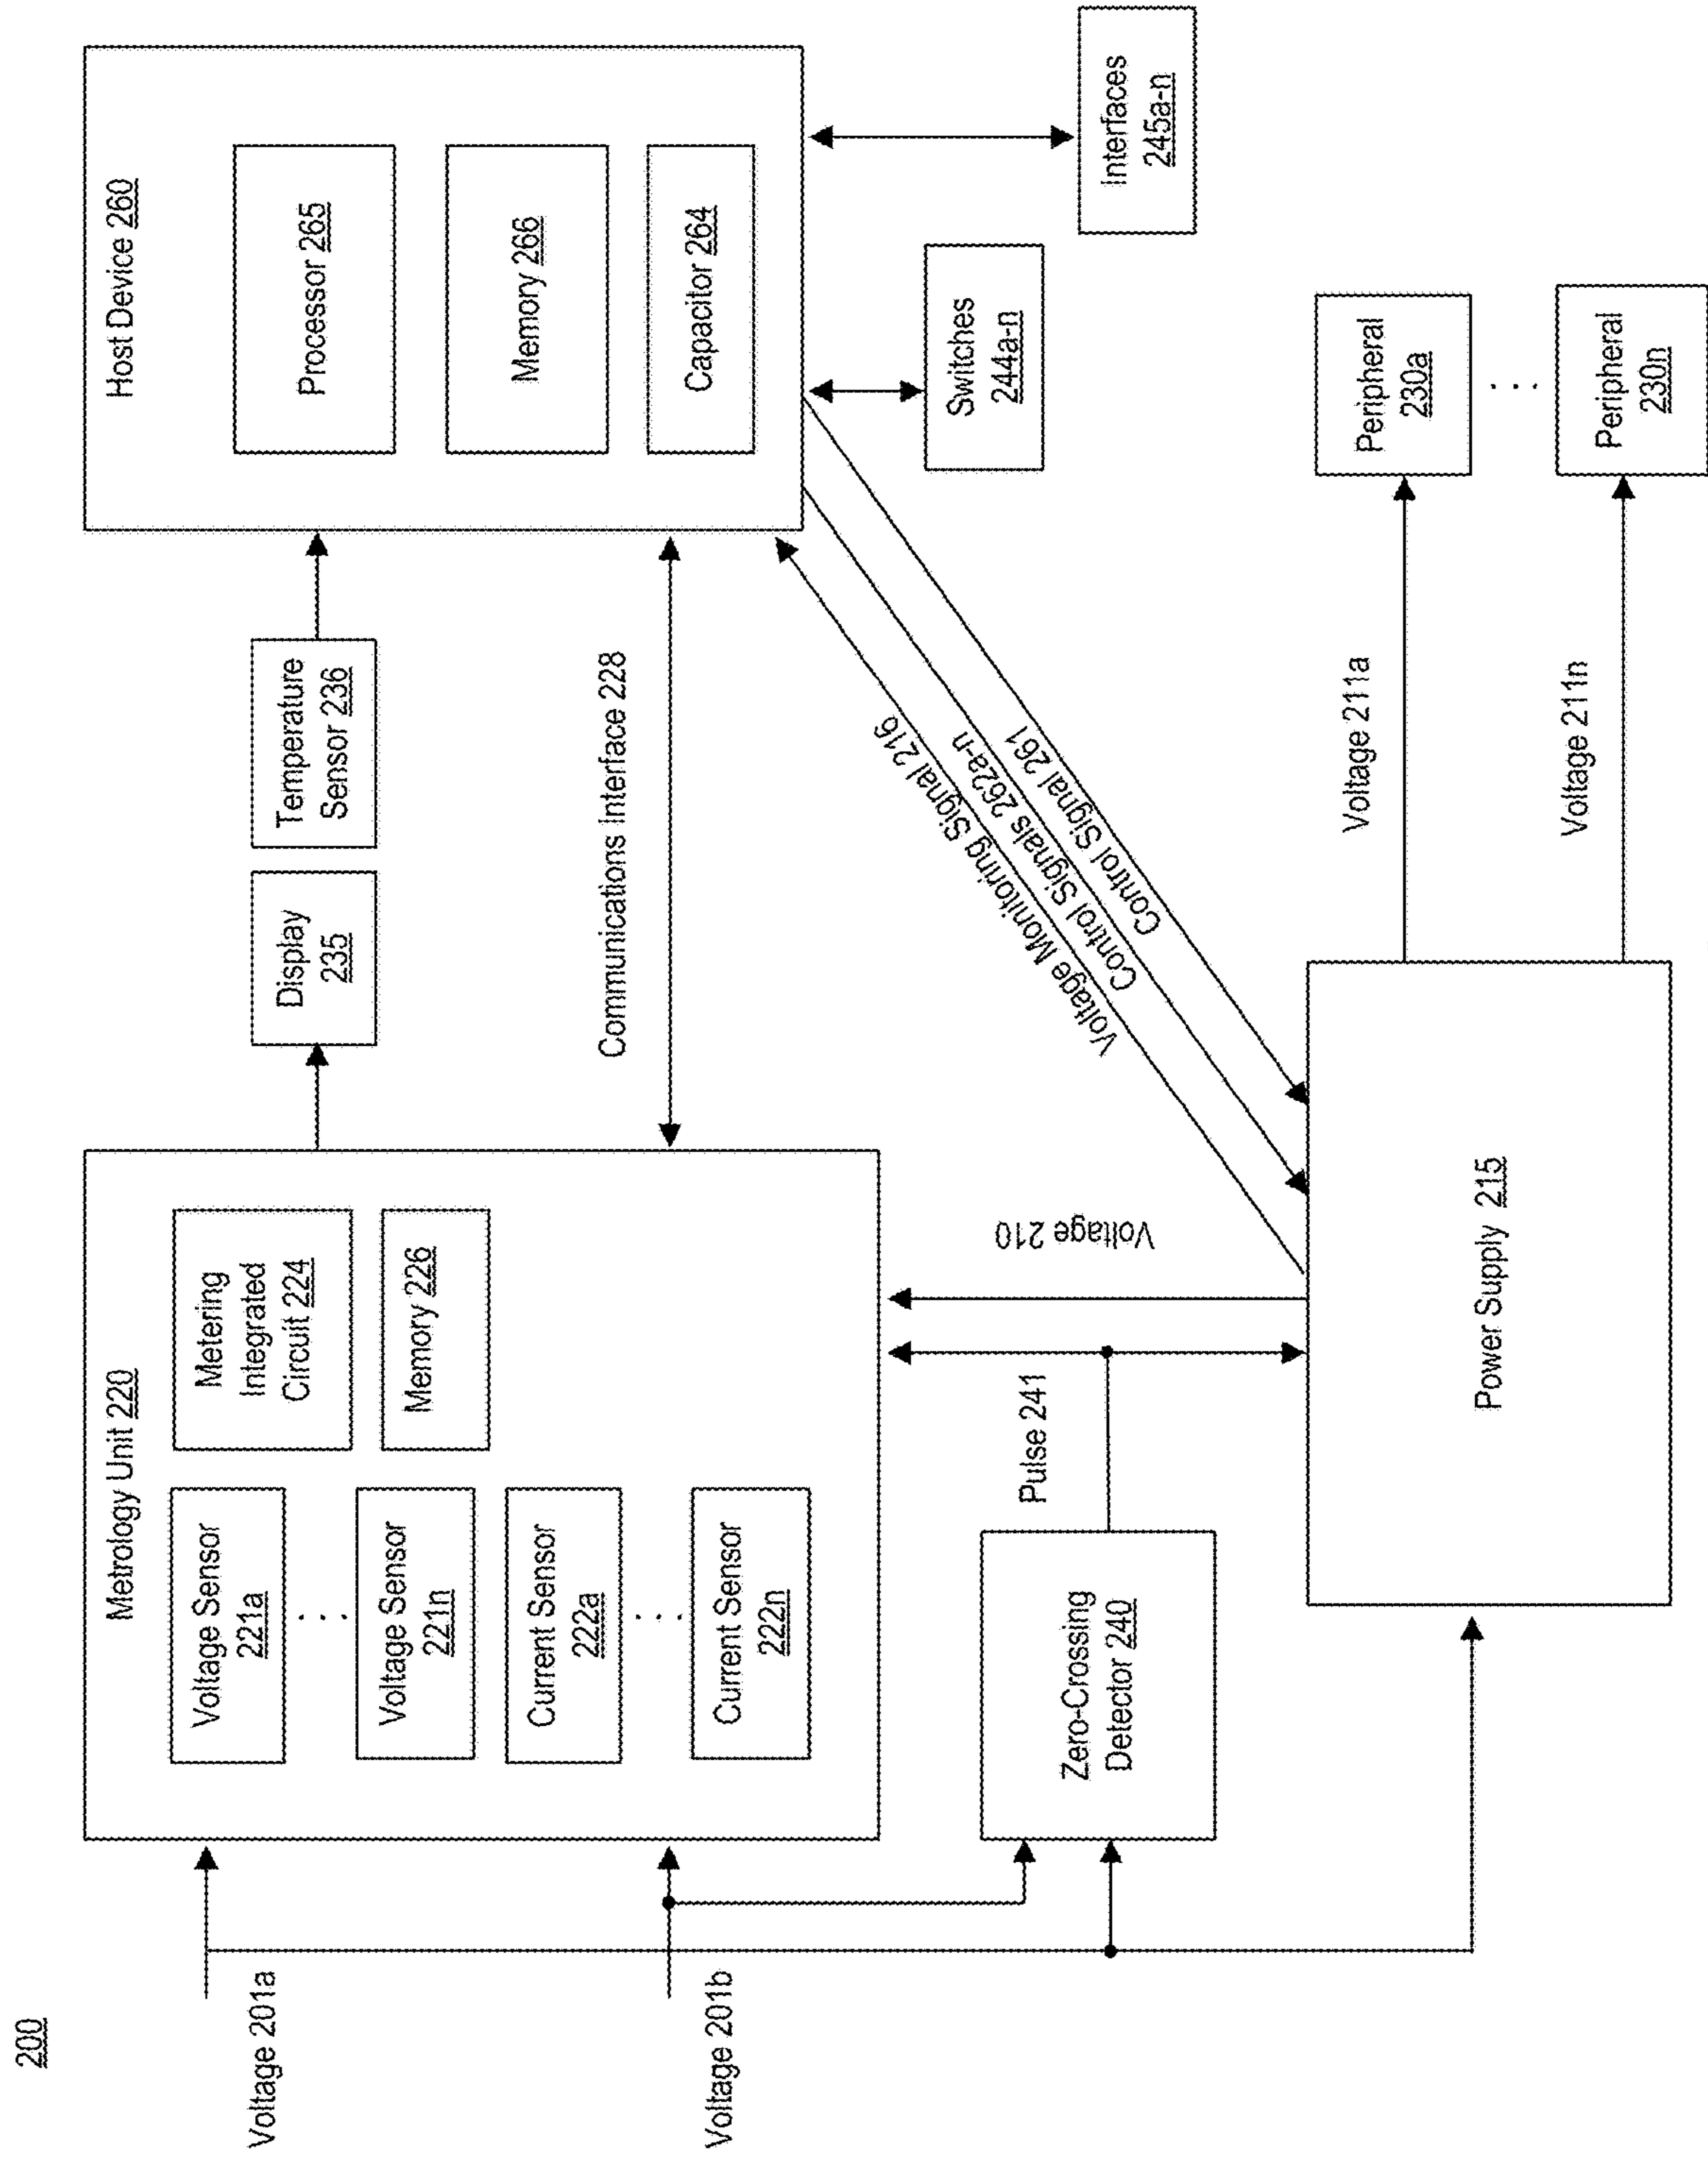 200
Voltage 201a
Voltage 201b
Metrology Unit 220
Voltage Sensor
221a
. . .
Voltage Sensor
221n
Current Sensor
222a
. . .
Current Sensor
222n
Metering
Integrated
Circuit 224
Memory 226
Display
235
Temperature
Sensor 236
Communications Interface 228
Host Device 260
Processor 265
Memory 266
Capacitor 264
Switches
244a-n
Interfaces
245a-n
Voltage Monitoring Signal 216
Control Signals 262a-n
Control Signal 261
Voltage 210
Pulse 241
Zero-Crossing
Detector 240
Power Supply 215
Voltage 211a
Voltage 211n
Peripheral
230a
. . .
Peripheral
230n